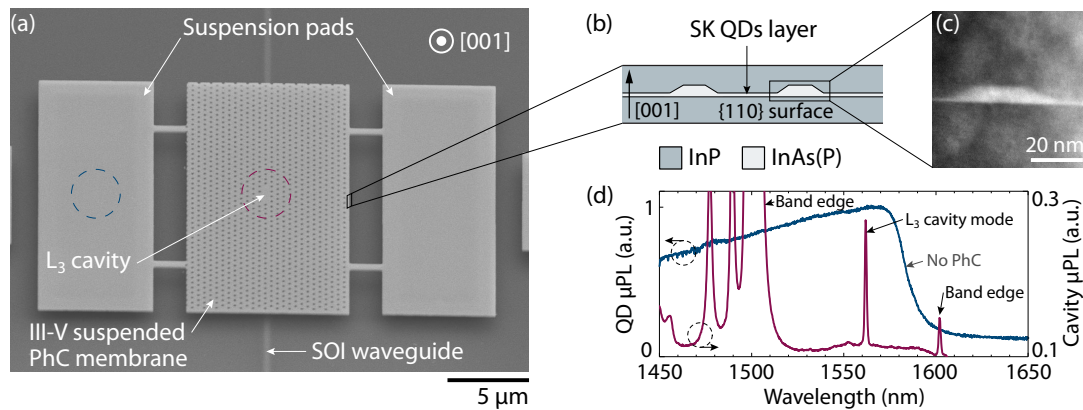 (a)
Suspension pads
[001]
L₃ cavity
III-V suspended
PhC membrane
SOI waveguide
5 μm
(b)
SK QDs layer
[001]
{110} surface
InP
InAs(P)
(c)
20 nm
(d)
QD μPL (a.u.)
1
0
Band edge
L₃ cavity mode
No PhC
Band edge
0.3
0.1
Cavity μPL (a.u.)
1450
1500
1550
1600
1650
Wavelength (nm)